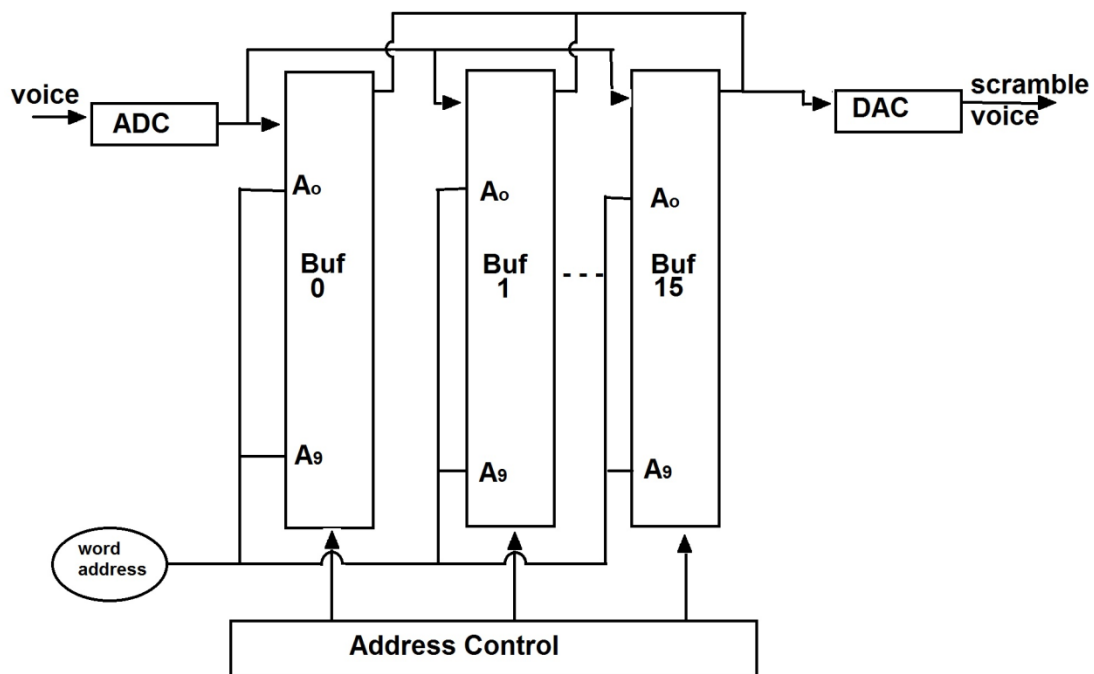 voice
ADC
DAC
scramble
voice
Ao
Ao
Ao
Buf
0
Buf
1
Buf
15
A9
A9
A9
word
address
Address Control